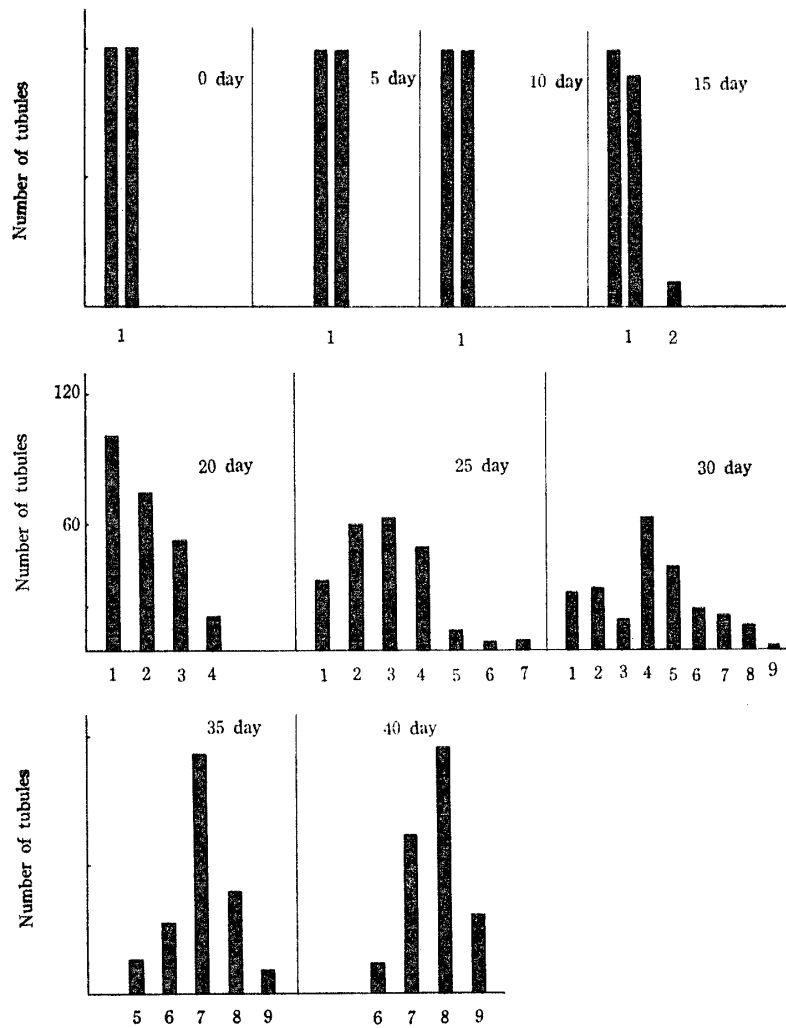 Number of tubules
0 day
5 day
10 day
15 day
1
1
1
1 2
Number of tubules
120
60
20 day
25 day
30 day
1 2 3 4
1 2 3 4 5 6 7
1 2 3 4 5 6 7 8 9
Number of tubules
35 day
40 day
5 6 7 8 9
6 7 8 9